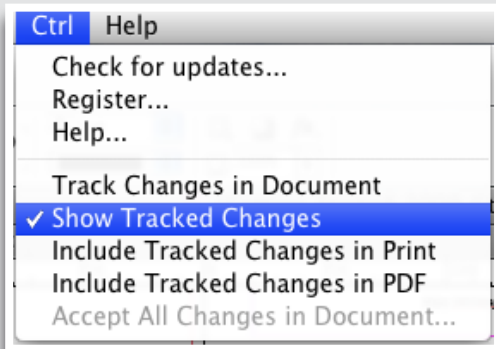 Ctrl Help
Check for updates...
Register...
Help...
Track Changes in Document
✓ Show Tracked Changes
Include Tracked Changes in Print
Include Tracked Changes in PDF
Accept All Changes in Document...